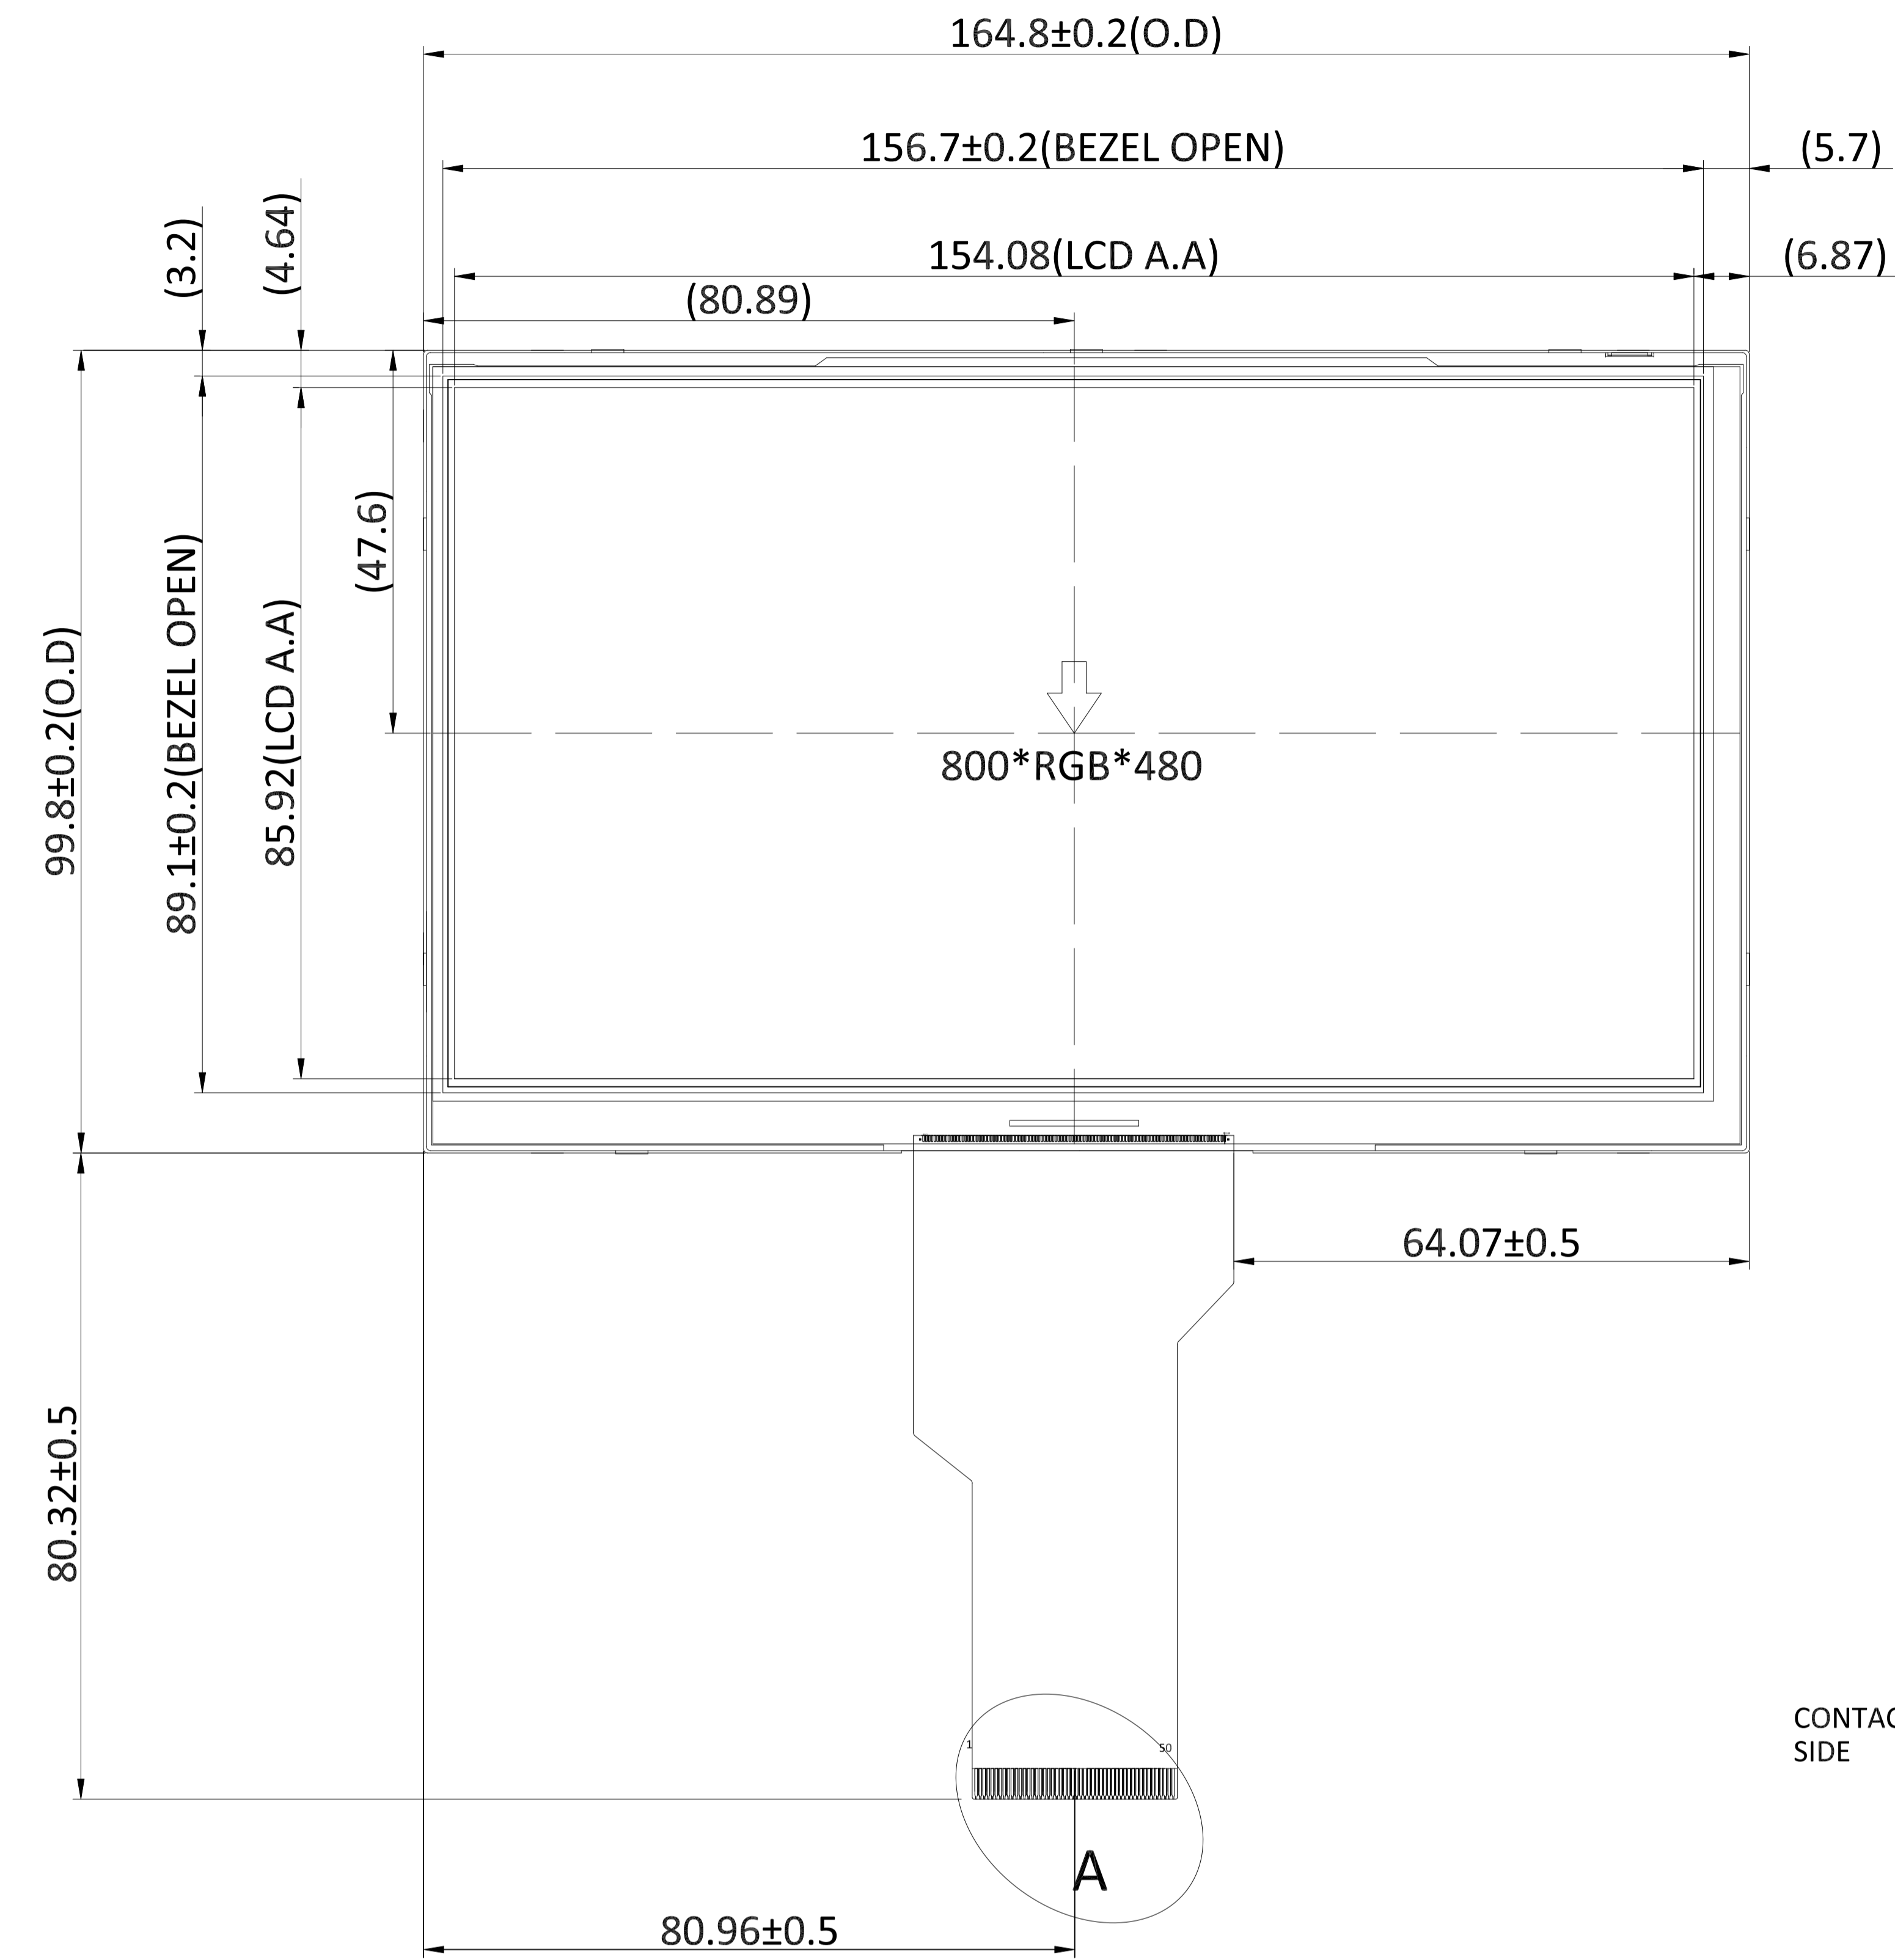 164.8±0.2(O.D)
156.7±0.2(BEZEL OPEN)
(5.7)
154.08(LCD A.A)
(6.87)
(80.89)
(3.2)
(4.64)
(47.6)
99.8±0.2(O.D)
89.1±0.2(BEZEL OPEN)
85.92(LCD A.A)
800*RGB*480
64.07±0.5
80.32±0.5
CONTAC
SIDE
1
50
A
80.96±0.5